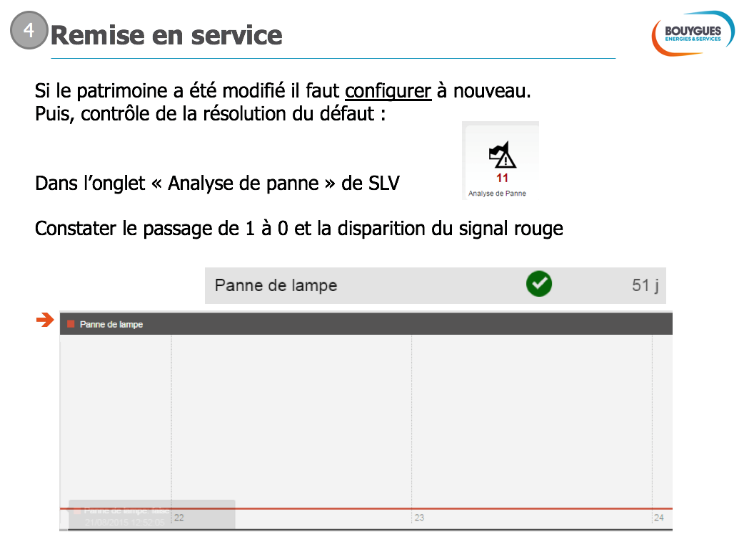 4
Remise en service
BOUYGUES
ENERGIES & SERVICES
Si le patrimoine a été modifié il faut configurer à nouveau.
Puis, contrôle de la résolution du défaut :
11
Analyse de Panne
Dans l'onglet « Analyse de panne » de SLV
Constater le passage de 1 à 0 et la disparition du signal rouge
Panne de lampe 51 j
Panne de lampe
22 23 24